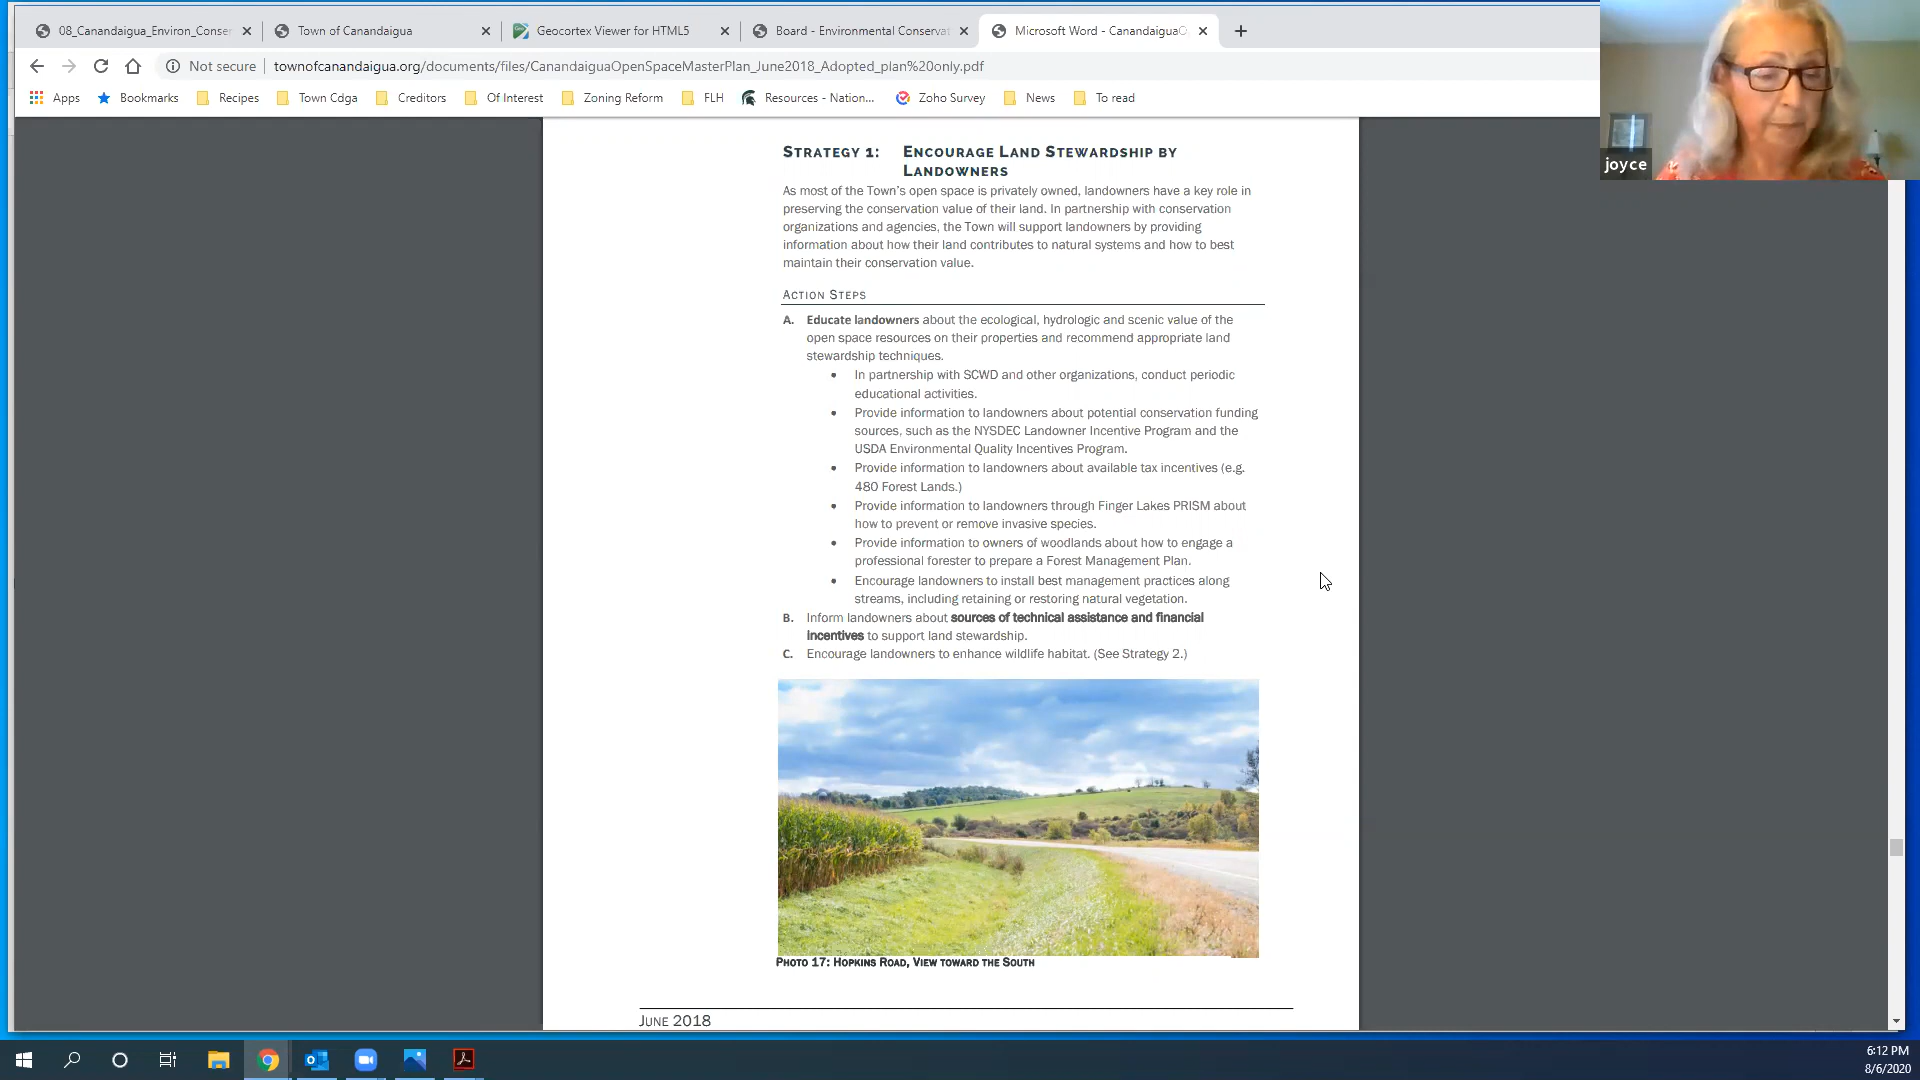 08_Canandaigua_Environ_Conser
Town of Canandaigua
Geocortex Viewer for HTML5
Board - Environmental Conservat
Microsoft Word - CanandaiguaO
Not secure
townofcanandaigua.org/documents/files/CanandaiguaOpenSpaceMasterPlan_June2018_Adopted_plan%20only.pdf
Apps
Bookmarks
Recipes
Town Cdga
Creditors
Of Interest
Zoning Reform
FLH
Resources - Nation...
Zoho Survey
News
To read
joyce
STRATEGY 1: ENCOURAGE LAND STEWARDSHIP BY
LANDOWNERS
As most of the Town's open space is privately owned, landowners have a key role in
preserving the conservation value of their land. In partnership with conservation
organizations and agencies, the Town will support landowners by providing
information about how their land contributes to natural systems and how to best
maintain their conservation value.
ACTION STEPS
A. Educate landowners about the ecological, hydrologic and scenic value of the
open space resources on their properties and recommend appropriate land
stewardship techniques.
• In partnership with SCWD and other organizations, conduct periodic
educational activities.
• Provide information to landowners about potential conservation funding
sources, such as the NYSDEC Landowner Incentive Program and the
USDA Environmental Quality Incentives Program.
• Provide information to landowners about available tax incentives (e.g.
480 Forest Lands.)
• Provide information to landowners through Finger Lakes PRISM about
how to prevent or remove invasive species.
• Provide information to owners of woodlands about how to engage a
professional forester to prepare a Forest Management Plan.
• Encourage landowners to install best management practices along
streams, including retaining or restoring natural vegetation.
B. Inform landowners about sources of technical assistance and financial
incentives to support land stewardship.
C. Encourage landowners to enhance wildlife habitat. (See Strategy 2.)
PHOTO 17: HOPKINS ROAD, VIEW TOWARD THE SOUTH
JUNE 2018
6:12 PM
8/6/2020